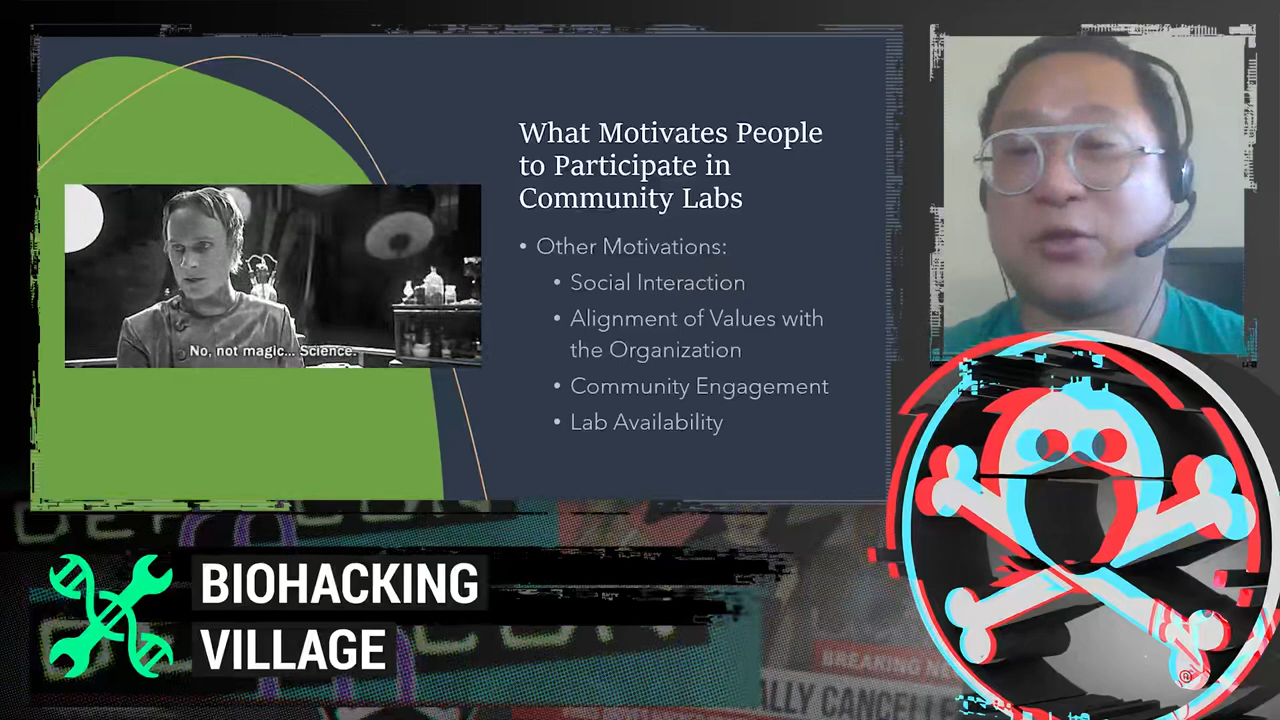 What Motivates People
to Participate in
Community Labs
• Other Motivations:
• Social Interaction
• Alignment of Values with
the Organization
• Community Engagement
• Lab Availability
No, not magic... Science.
BIOHACKING
VILLAGE
BREAKING
CANCELLE
®